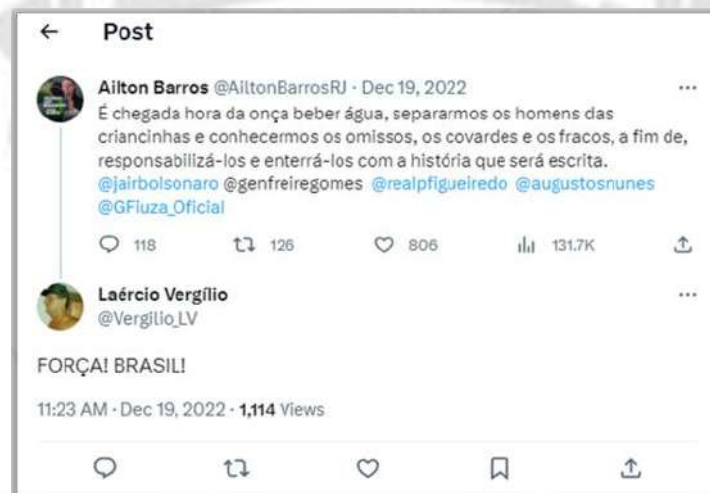 Post
Ailton Barros @AiltonBarrosRJ · Dec 19, 2022
É chegada hora da onça beber água, separarmos os homens das
criancinhas e conhecermos os omissos, os covardes e os fracos, a fim de,
responsabilizá-los e enterrá-los com a história que será escrita.
@jairbolsonaro @genfreiregomes @realpfigueiredo @augustosnunes
@GFiuza_Oficial
118 126 806 131.7K
Laércio Vergílio
@Vergilio_LV
FORÇA! BRASIL!
11:23 AM · Dec 19, 2022 · 1,114 Views